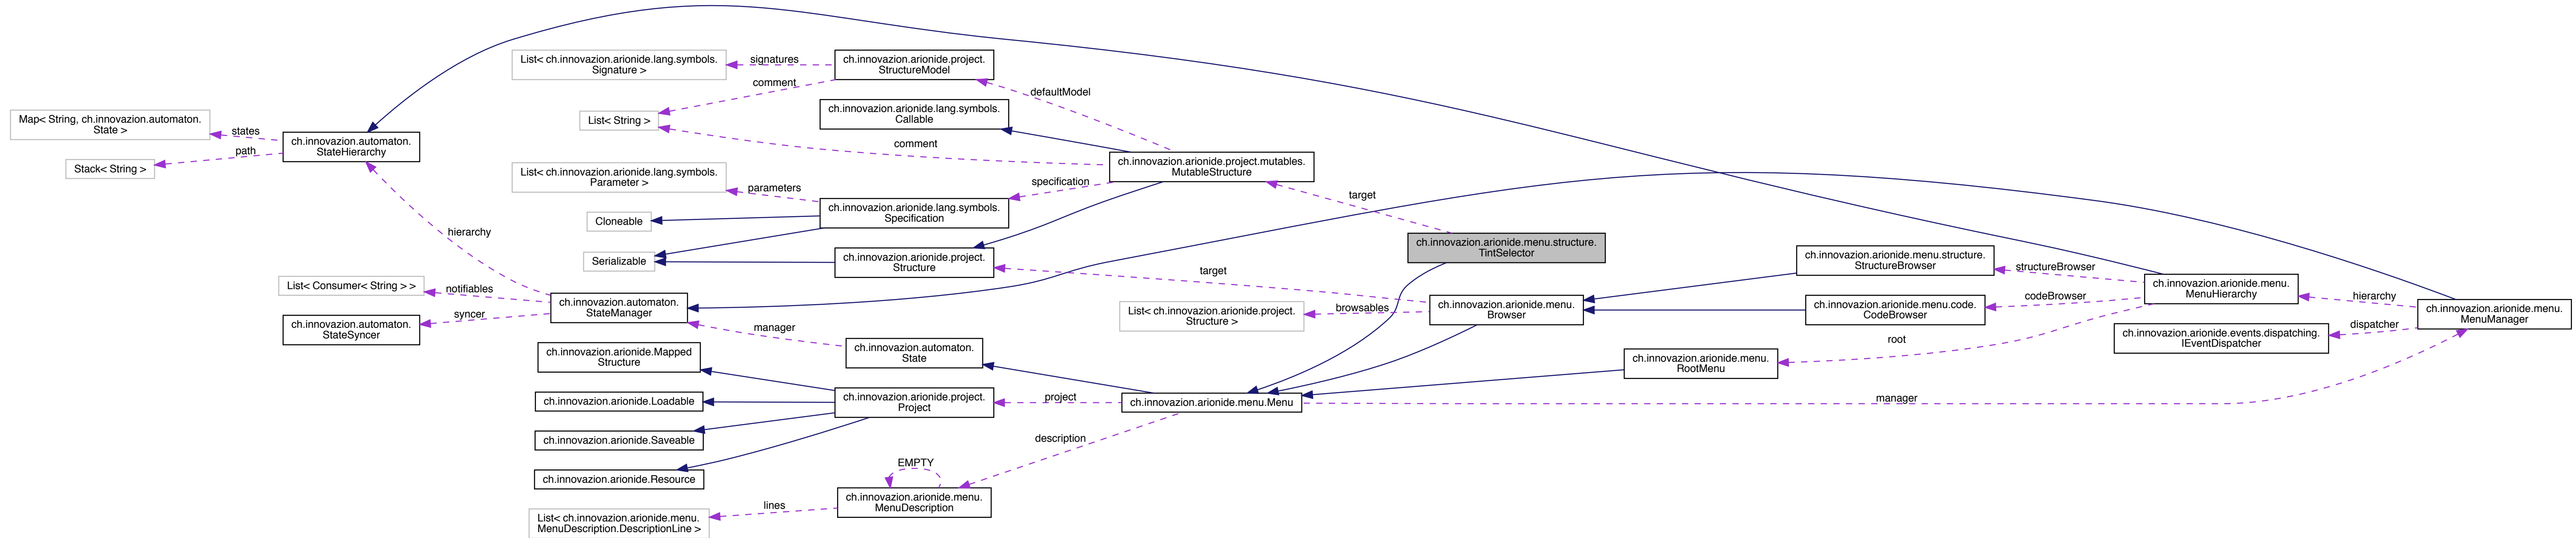 List< ch.innovazion.arionide.lang.symbols.
Signature >
signatures
ch.innovazion.arionide.project.
StructureModel
comment
defaultModel
Map< String, ch.innovazion.automaton.
State >
states
List< String >
ch.innovazion.arionide.lang.symbols.
Callable
ch.innovazion.automaton.
StateHierarchy
path
Stack< String >
comment
ch.innovazion.arionide.project.mutables.
MutableStructure
List< ch.innovazion.arionide.lang.symbols.
Parameter >
parameters
specification
target
ch.innovazion.arionide.lang.symbols.
Specification
Cloneable
hierarchy
Serializable
ch.innovazion.arionide.project.
Structure
ch.innovazion.arionide.menu.structure.
TintSelector
target
ch.innovazion.arionide.menu.structure.
StructureBrowser
structureBrowser
List< Consumer< String > >
notifiables
ch.innovazion.automaton.
StateManager
syncer
ch.innovazion.automaton.
StateSyncer
manager
List< ch.innovazion.arionide.project.
Structure >
browsables
ch.innovazion.arionide.menu.
Browser
ch.innovazion.arionide.menu.code.
CodeBrowser
codeBrowser
ch.innovazion.arionide.menu.
MenuHierarchy
hierarchy
ch.innovazion.arionide.menu.
MenuManager
dispatcher
ch.innovazion.arionide.events.dispatching.
IEventDispatcher
root
ch.innovazion.arionide.Mapped
Structure
ch.innovazion.automaton.
State
ch.innovazion.arionide.menu.
RootMenu
ch.innovazion.arionide.Loadable
ch.innovazion.arionide.project.
Project
project
ch.innovazion.arionide.menu.Menu
manager
ch.innovazion.arionide.Saveable
description
ch.innovazion.arionide.Resource
EMPTY
ch.innovazion.arionide.menu.
MenuDescription
lines
List< ch.innovazion.arionide.menu.
MenuDescription.DescriptionLine >